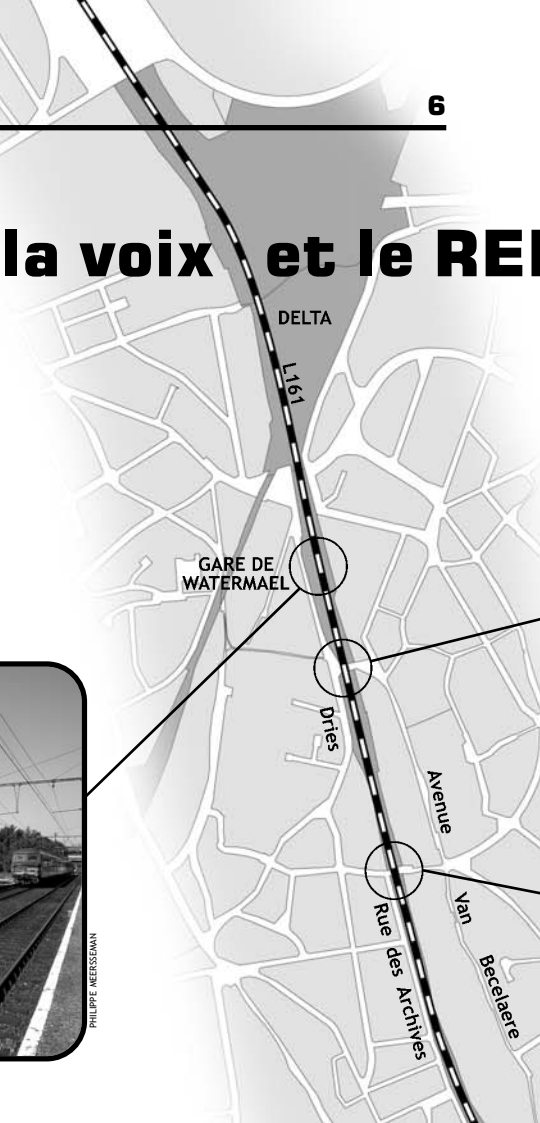 6
la voix et le
DELTA
L161
GARE DE
WATERMAEL
Dries
Avenue
Van
Becelaere
Rue des Archives
PHILIPPE MEERSSEMAN